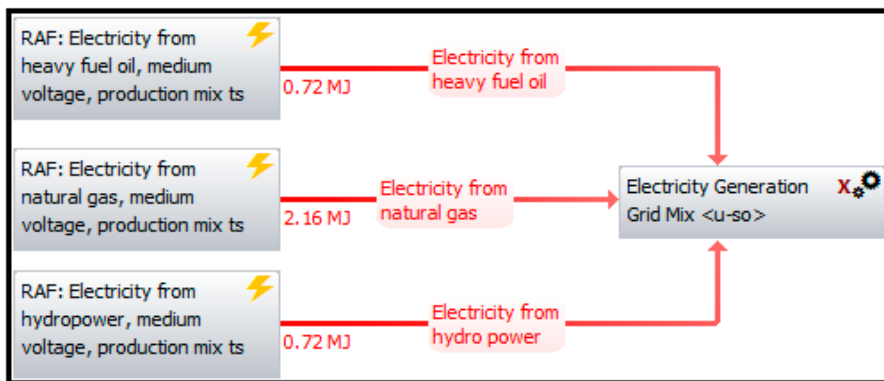 RAF: Electricity from
heavy fuel oil, medium
voltage, production mix ts
0.72 MJ
Electricity from
heavy fuel oil
RAF: Electricity from
natural gas, medium
voltage, production mix ts
2.16 MJ
Electricity from
natural gas
Electricity Generation
Grid Mix <u-so>
X
RAF: Electricity from
hydropower, medium
voltage, production mix ts
0.72 MJ
Electricity from
hydro power